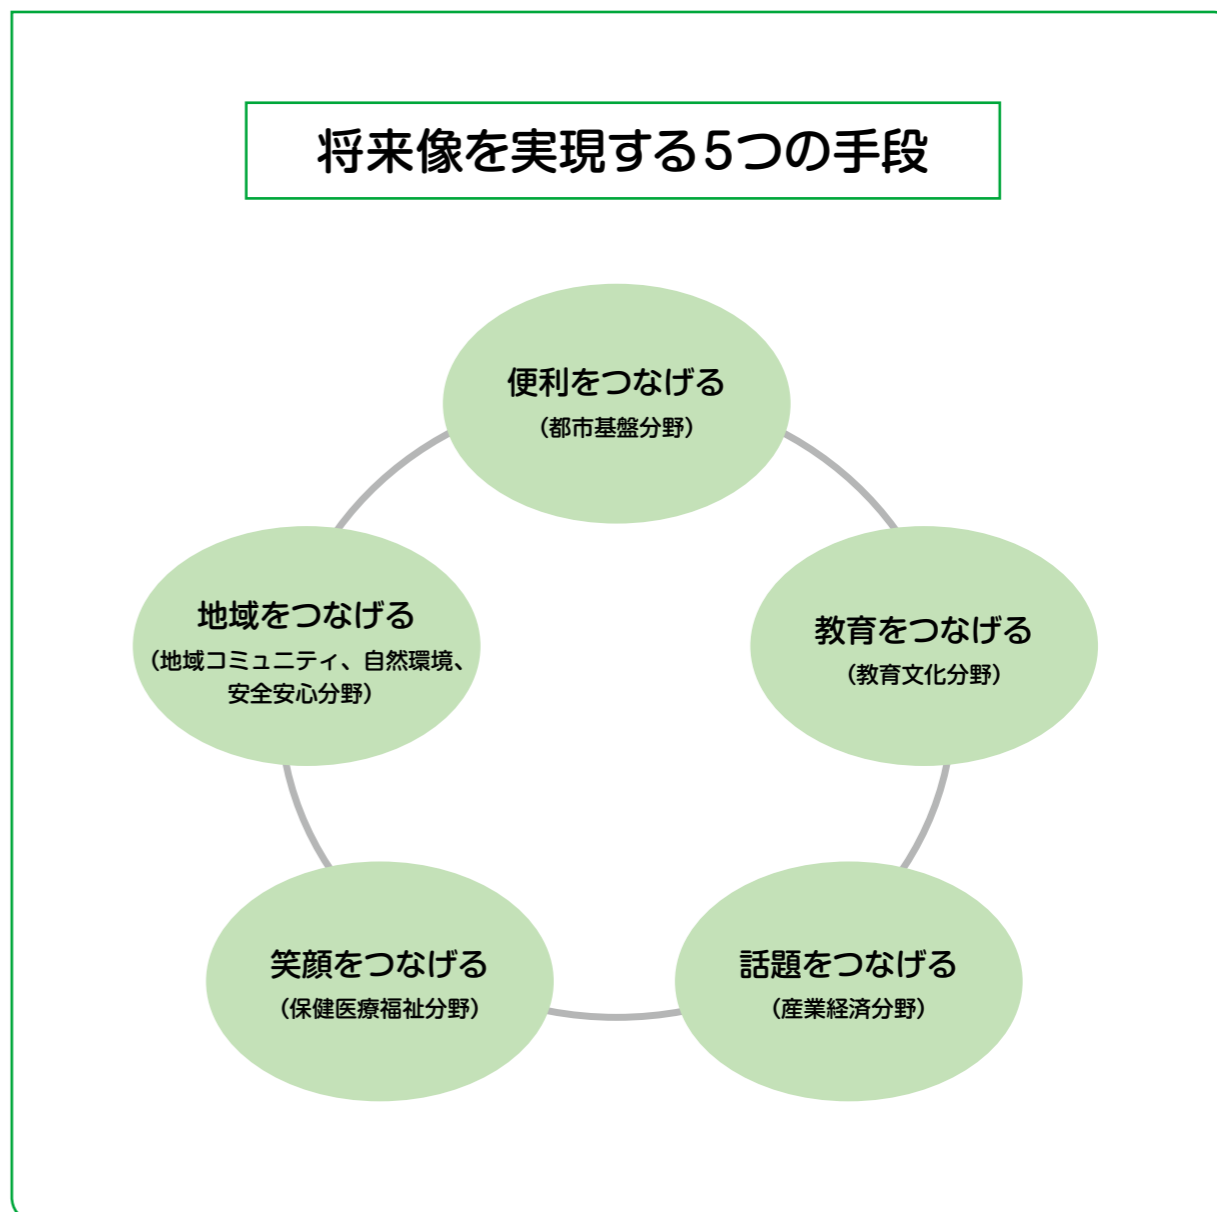 将来像を実現する5つの手段
便利をつなげる
（都市基盤分野）
教育をつなげる
（教育文化分野）
話題をつなげる
（産業経済分野）
笑顔をつなげる
（保健医療福祉分野）
地域をつなげる
（地域コミュニティ、自然環境、
安全安心分野）